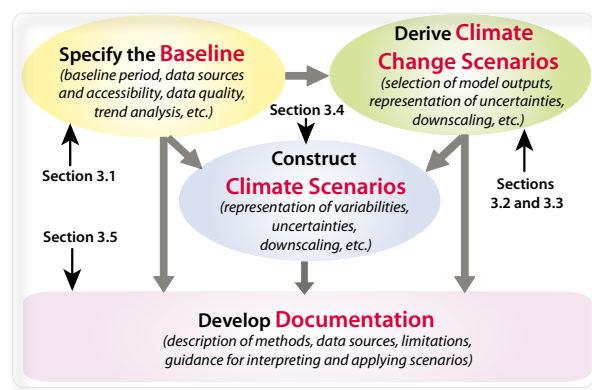 Specify the Baseline
(baseline period, data sources
and accessibility, data quality,
trend analysis, etc.)
Derive Climate
Change Scenarios
(selection of model outputs,
representation of uncertainties,
downscaling, etc.)
Section 3.4
Construct
Climate Scenarios
(representation of variabilities,
uncertainties,
downscaling, etc.)
Section 3.1
Sections
3.2 and 3.3
Section 3.5
Develop Documentation
(description of methods, data sources, limitations,
guidance for interpreting and applying scenarios)